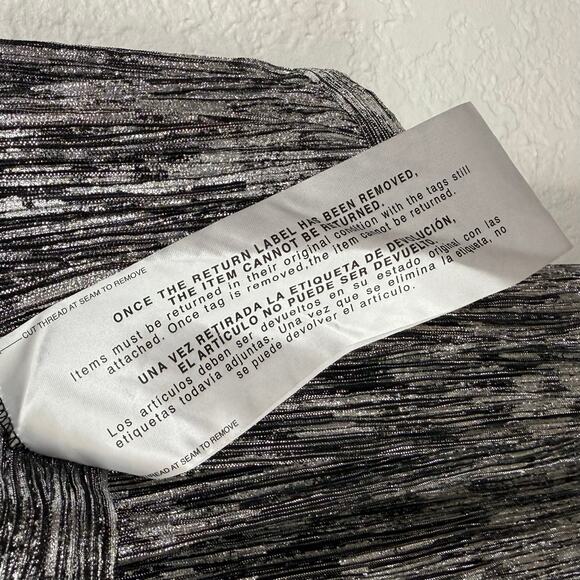 CUT THREAD AT SEAM TO REMOVE
ONCE THE RETURN LABEL HAS BEEN REMOVED,
THE ITEM CANNOT BE RETURNED.
Items must be returned in their original condition with the tags still
attached. Once tag is removed,the item cannot be returned.
UNA VEZ RETIRADA LA ETIQUETA DE DEVOLUCIÓN,
EL ARTÍCULO NO PUEDE SER DEVUELTO.
Los artículos deben ser devueltos en su estado original con las
etiquetas todavía adjuntas. Una vez que se elimina la etiqueta, no
se puede devolver el artículo.
THREAD AT SEAM TO REMOVE